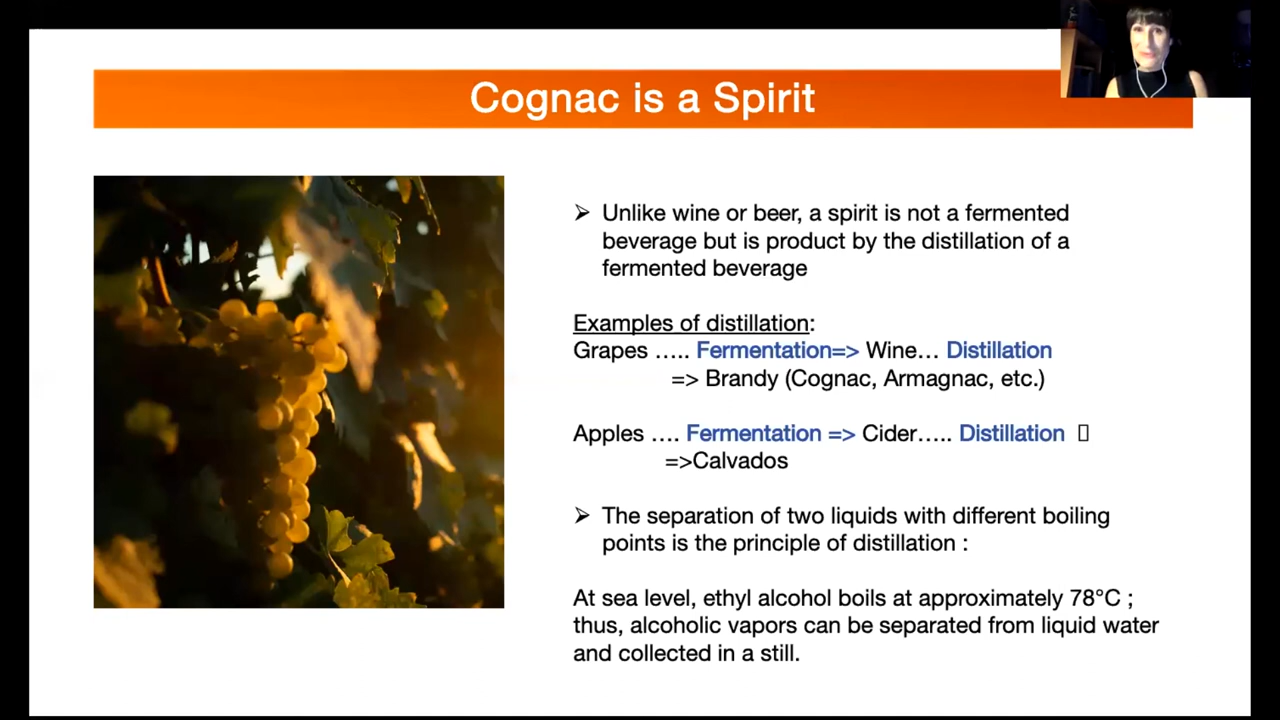 Cognac is a Spirit
➢ Unlike wine or beer, a spirit is not a fermented
beverage but is product by the distillation of a
fermented beverage
Examples of distillation:
Grapes ..... Fermentation=> Wine... Distillation
=> Brandy (Cognac, Armagnac, etc.)
Apples .... Fermentation => Cider..... Distillation ▯
=>Calvados
➢ The separation of two liquids with different boiling
points is the principle of distillation :
At sea level, ethyl alcohol boils at approximately 78°C ;
thus, alcoholic vapors can be separated from liquid water
and collected in a still.